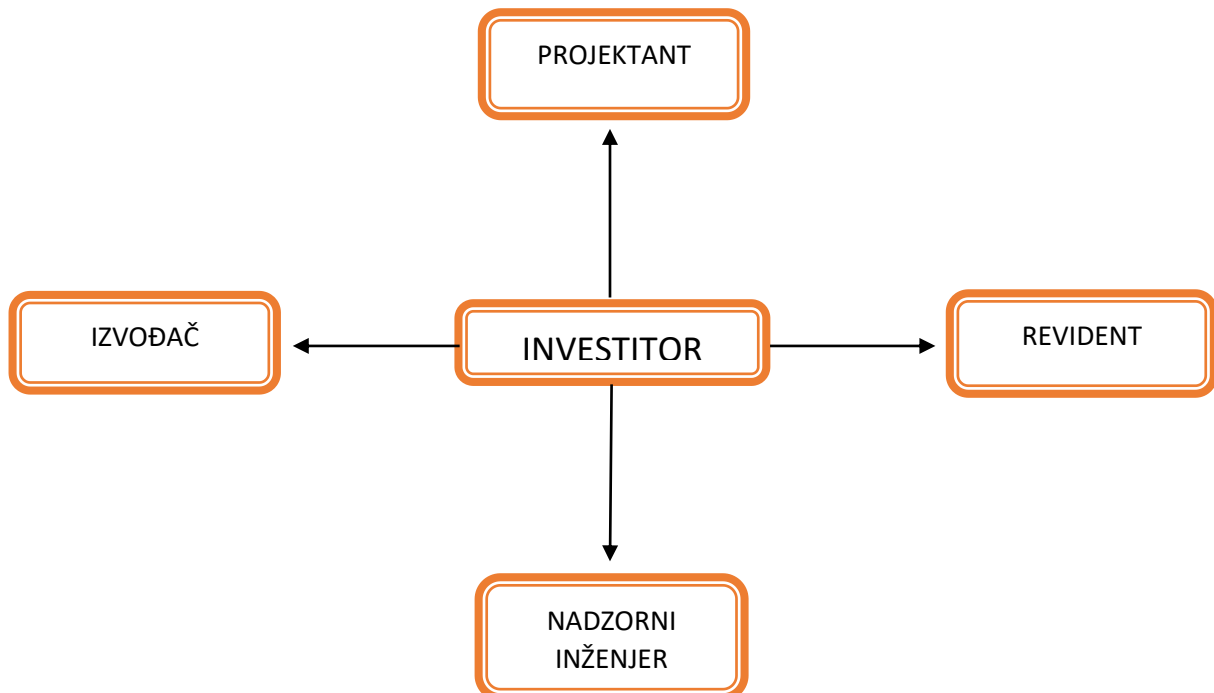 PROJEKTANT
IZVOĐAČ
INVESTITOR
REVIDENT
NADZORNI
INŽENJER